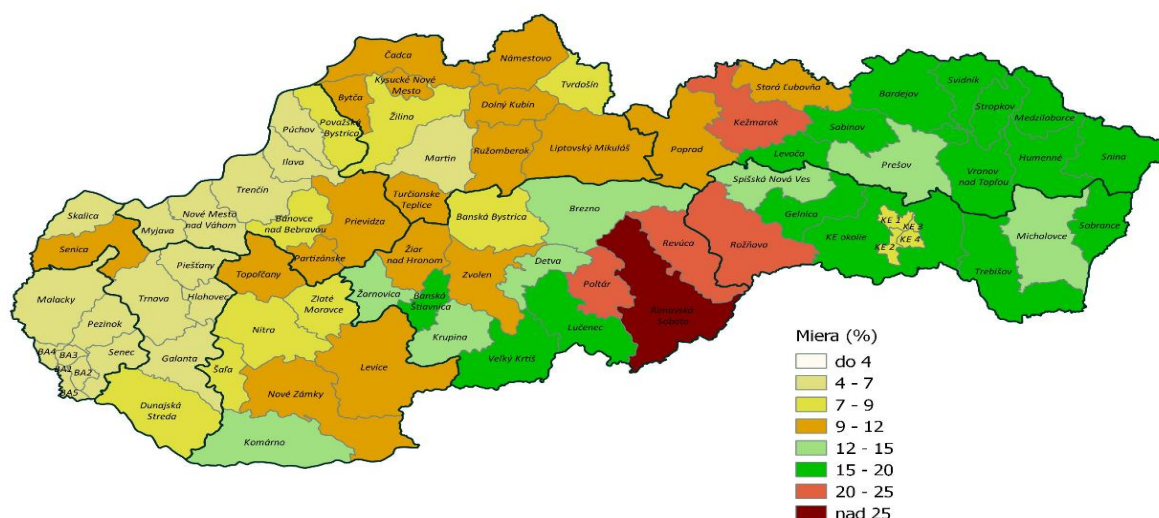 Čadca
Námestovo
Kysucké Nové
Mesto
Tvrdošín
Bytča
Dolný Kubín
Stará Ľubovňa
Svidník
Bardejov
Stropkov
Medzilaborce
Považská
Bystrica
Žilina
Kežmarok
Púchov
Sabinov
Ilava
Martin
Ružomberok
Liptovský Mikuláš
Poprad
Levoča
Prešov
Humenné
Snina
Vranov
nad Topľou
Trenčín
Turčianske
Teplice
Spišská Nová Ves
Skalica
Nové Mesto
nad Váhom
Myjava
Bánovce
nad Bebravou
Prievidza
Banská Bystrica
Brezno
Gelnica
KE 1
KE 3
KE 2
KE 4
KE okolie
Michalovce
Sobrance
Senica
Partizánske
Žiar
nad Hronom
Revúca
Rožňava
Zvolen
Detva
Trebišov
Piešťany
Topoľčany
Poltár
Rimavská
Sobota
Malacky
Trnava
Hlohovec
Zlaté
Moravce
Žarnovica
Banská
Štiavnica
Pezinok
Nitra
Krupina
Lučenec
Senec
Galanta
Veľký Krtíš
BA4
BA3
BA1
BA2
BA5
Šaľa
Levice
Nové Zámky
Dunajská
Streda
Komárno
Miera (%)
do 4
4 - 7
7 - 9
9 - 12
12 - 15
15 - 20
20 - 25
nad 25